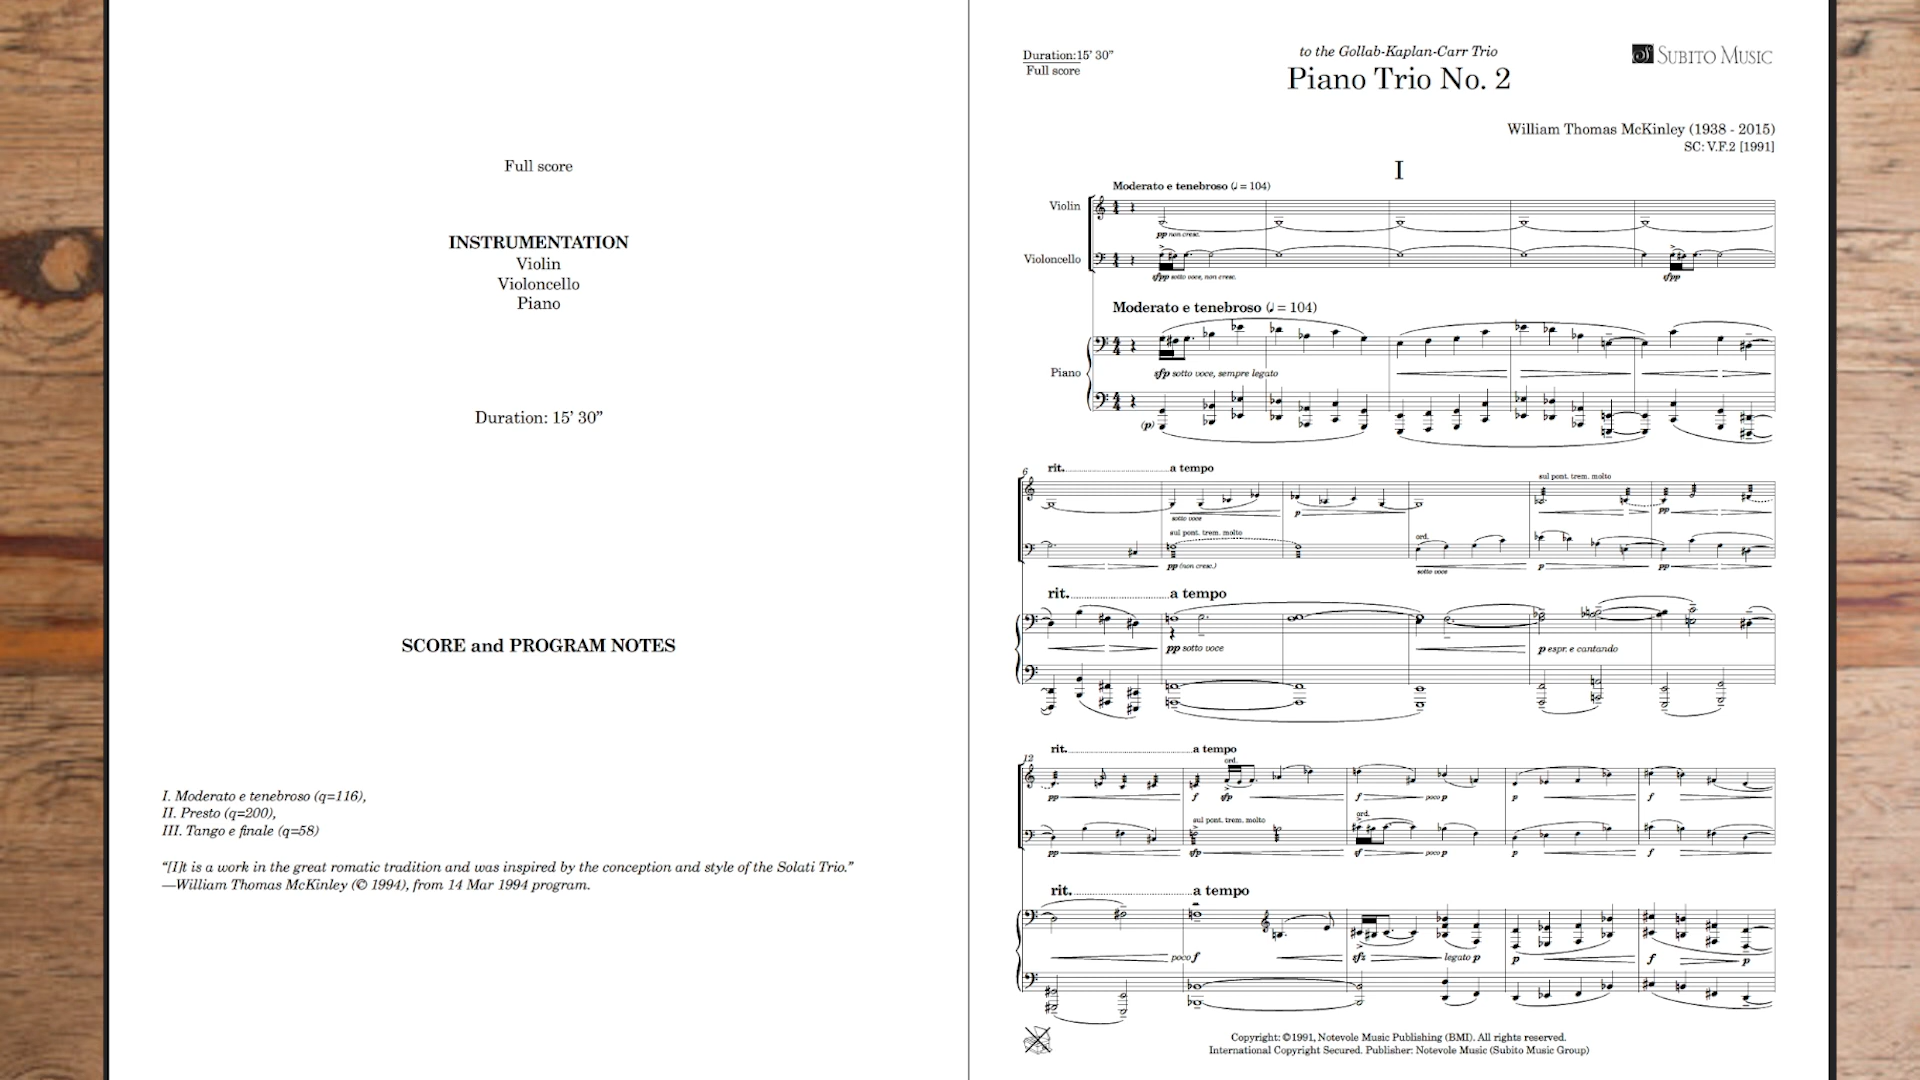 Full score
INSTRUMENTATION
Violin
Violoncello
Piano
Duration: 15’ 30”
SCORE and PROGRAM NOTES
I. Moderato e tenebroso (q=116),
II. Presto (q=200),
III. Tango e finale (q=58)
“[I]t is a work in the great romatic tradition and was inspired by the conception and style of the Solati Trio.”
—William Thomas McKinley (© 1994), from 14 Mar 1994 program.
Duration:15’ 30”
Full score
to the Gollab-Kaplan-Carr Trio
Piano Trio No. 2
SUBITO MUSIC
William Thomas McKinley (1938 - 2015)
SC: V.F.2 [1991]
I
Moderato e tenebroso (♩ = 104)
Violin
pp non cresc.
Violoncello
sfpp sotto voce, non cresc. sfpp
Moderato e tenebroso (♩ = 104)
Piano
sfp sotto voce, sempre legato
(p)
6
rit. a tempo
sul pont. trem. molto
sotto voce p pp
sul pont. trem. molto ord.
pp (non cresc.) sotto voce p pp
rit. a tempo
pp sotto voce p espr. e cantando
12
rit. a tempo
ord.
pp f sfp f poco p p f
sul pont. trem. molto ord.
pp sfp sf poco p p f
rit. a tempo
poco f sfz legato p p f p
Copyright: ©1991, Notevole Music Publishing (BMI). All rights reserved.
International Copyright Secured. Publisher: Notevole Music (Subito Music Group)